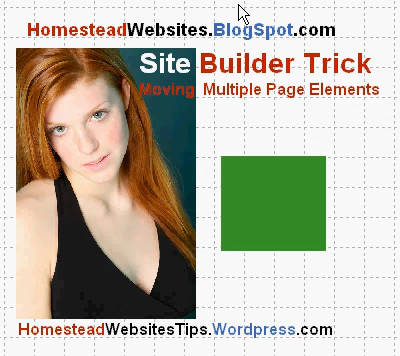 HomesteadWebsites.BlogSpot.com
Site Builder Trick
Moving Multiple Page Elements
HomesteadWebsitesTips.Wordpress.com